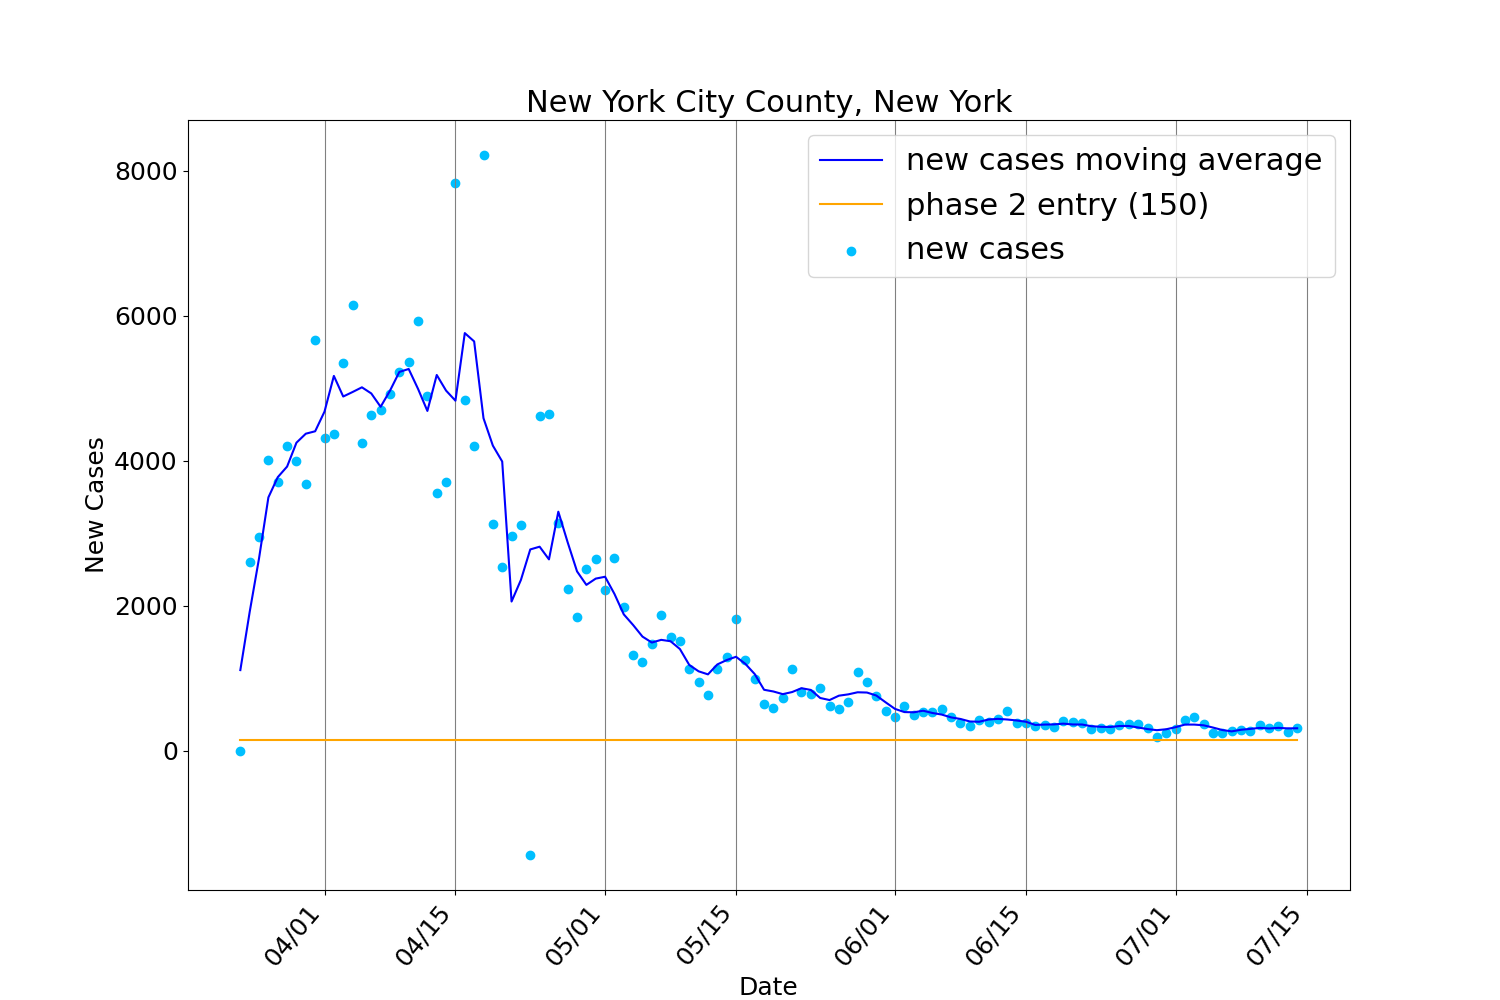 New York City County, New York
new cases moving average
phase 2 entry (150)
new cases
8000
6000
4000
2000
0
New Cases
04/01
04/15
05/01
05/15
06/01
06/15
07/01
07/15
Date